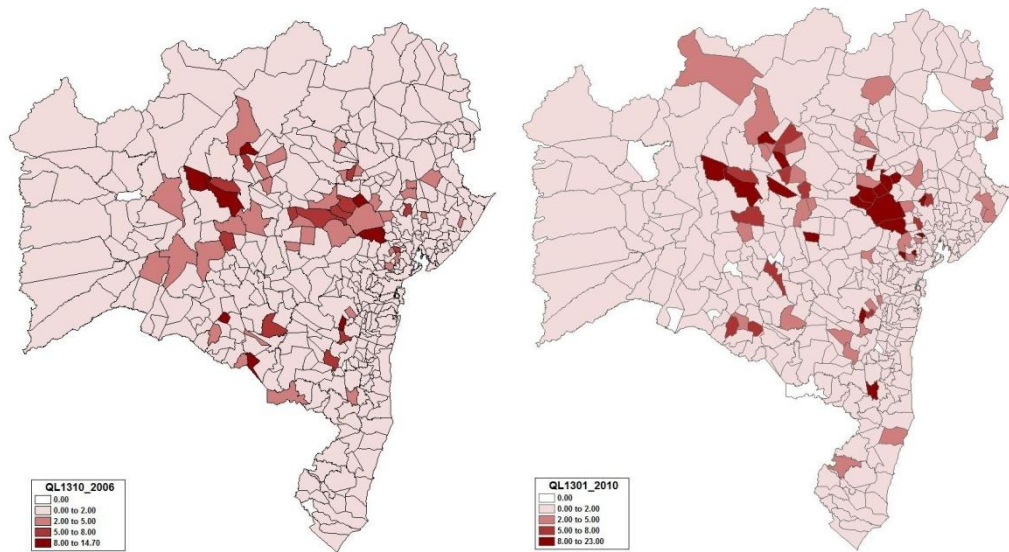 QL1310_2006
0.00
0.00 to 2.00
2.00 to 5.00
5.00 to 8.00
8.00 to 14.70
QL1301_2010
0.00
0.00 to 2.00
2.00 to 5.00
5.00 to 8.00
8.00 to 23.00